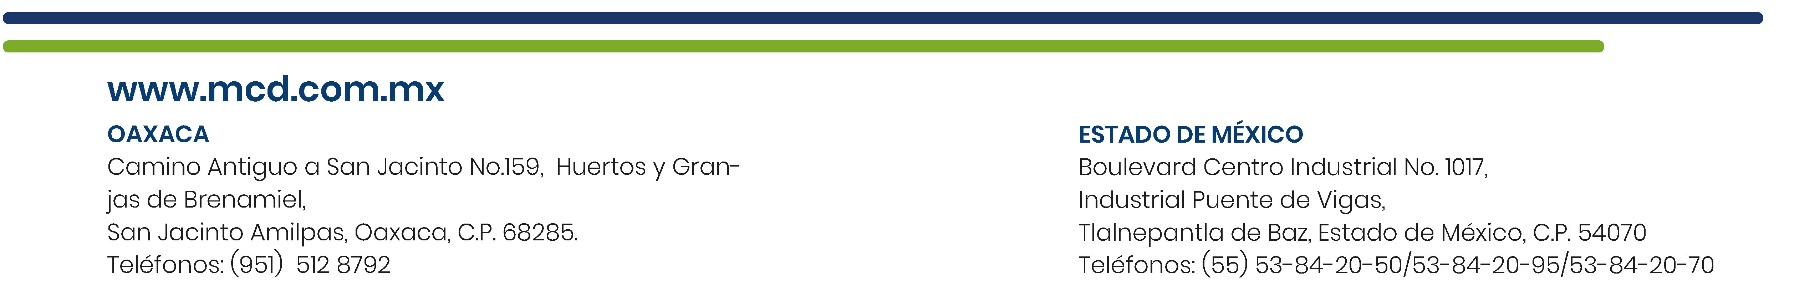 www.mcd.com.mx
OAXACA
Camino Antiguo a San Jacinto No.159,  Huertos y Gran-
jas de Brenamiel,
San Jacinto Amilpas, Oaxaca, C.P. 68285.
Teléfonos: (951)  512 8792
ESTADO DE MÉXICO
Boulevard Centro Industrial No. 1017,
Industrial Puente de Vigas,
Tlalnepantla de Baz, Estado de México, C.P. 54070
Teléfonos: (55) 53-84-20-50/53-84-20-95/53-84-20-70